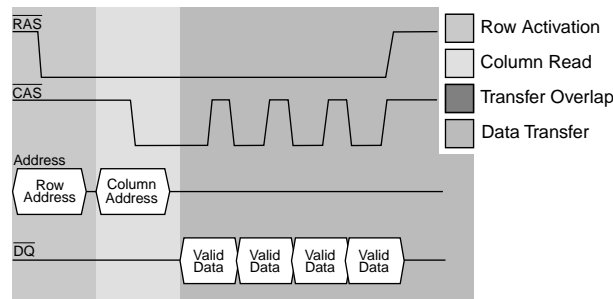 RAS
CAS
Address
Row
Address
Column
Address
DQ
Valid
Data
Valid
Data
Valid
Data
Valid
Data
Row Activation
Column Read
Transfer Overlap
Data Transfer